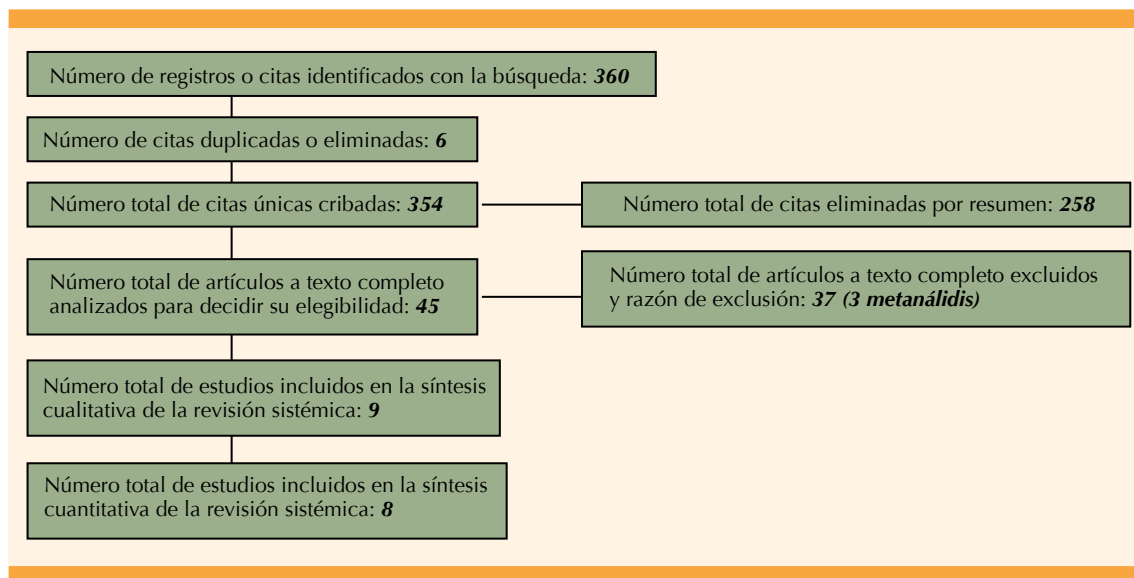 Número de registros o citas identificados con la búsqueda: 360
Número de citas duplicadas o eliminadas: 6
Número total de citas únicas cribadas: 354
Número total de citas eliminadas por resumen: 258
Número total de artículos a texto completo
analizados para decidir su elegibilidad: 45
Número total de artículos a texto completo excluidos
y razón de exclusión: 37 (3 metanálidis)
Número total de estudios incluidos en la síntesis
cualitativa de la revisión sistémica: 9
Número total de estudios incluidos en la síntesis
cuantitativa de la revisión sistémica: 8